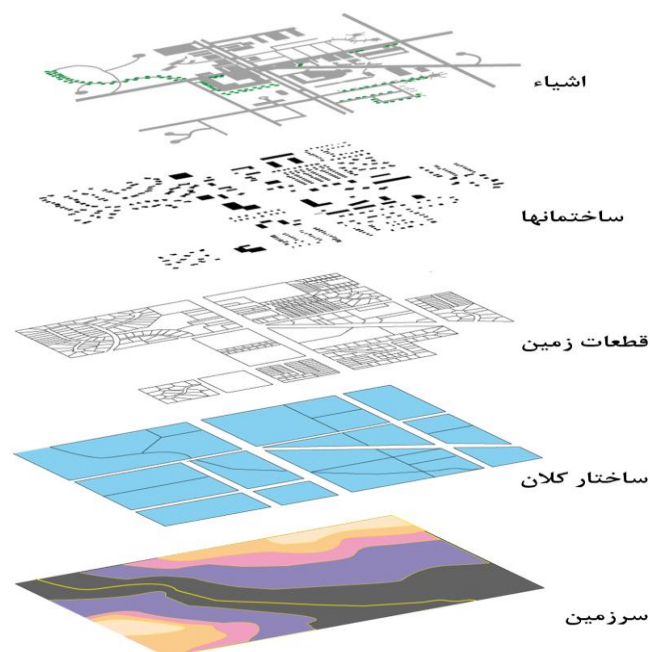 اشیاء
ساختمانها
قطعات زمین
ساختار کلان
سرزمین